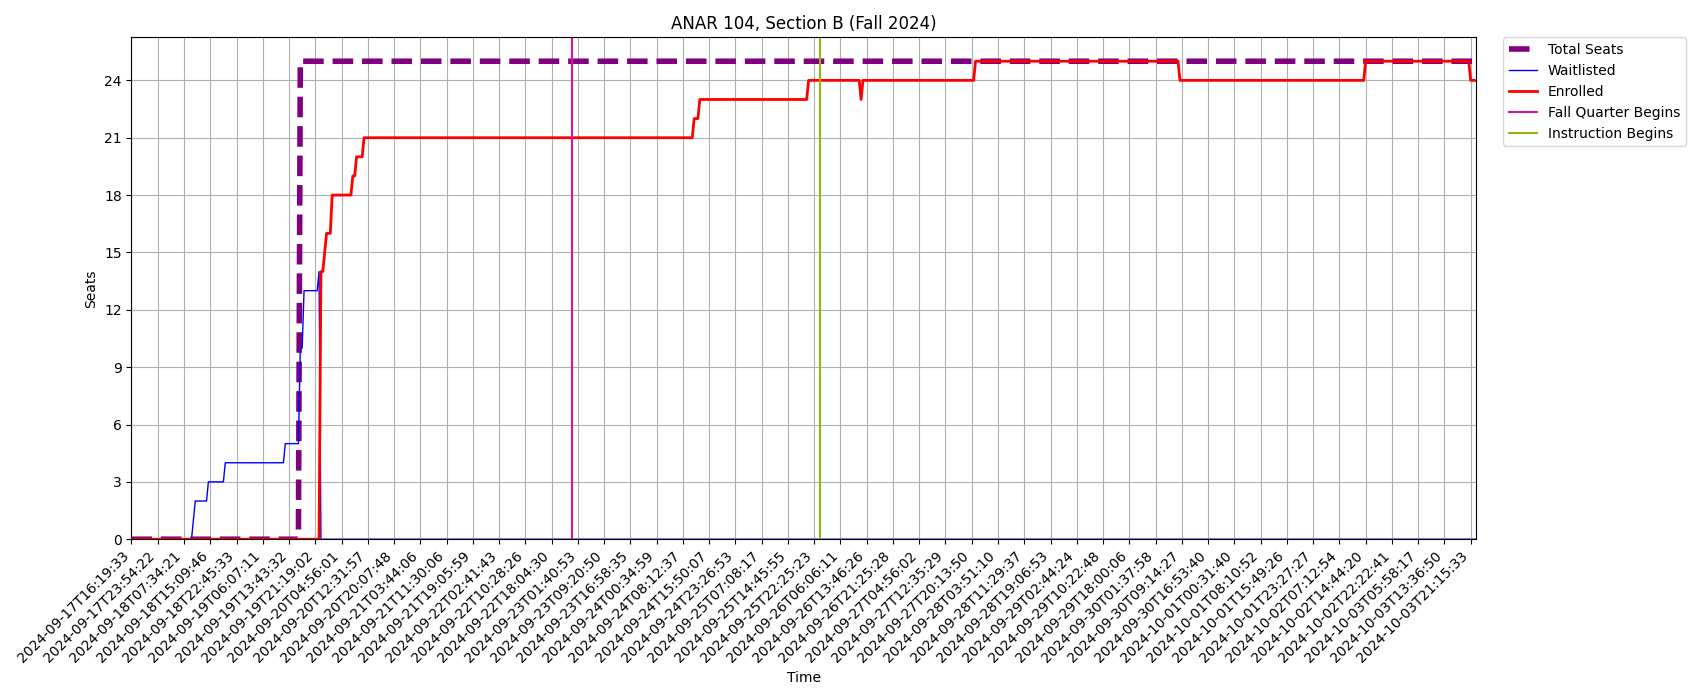 ANAR 104, Section B (Fall 2024)
Total Seats
Waitlisted
Enrolled
Fall Quarter Begins
Instruction Begins
Seats
24
21
18
15
12
9
6
3
0
2024-09-17T16:19:33
2024-09-17T23:54:22
2024-09-18T07:34:21
2024-09-18T15:09:46
2024-09-18T22:45:33
2024-09-19T06:07:11
2024-09-19T13:43:32
2024-09-19T21:19:02
2024-09-20T04:56:01
2024-09-20T12:31:57
2024-09-20T20:07:48
2024-09-21T03:44:06
2024-09-21T11:30:06
2024-09-21T19:05:59
2024-09-22T02:41:43
2024-09-22T10:28:26
2024-09-22T18:04:30
2024-09-23T01:40:53
2024-09-23T09:20:50
2024-09-23T16:58:35
2024-09-24T00:34:59
2024-09-24T08:12:37
2024-09-24T15:50:07
2024-09-24T23:26:53
2024-09-25T07:08:17
2024-09-25T14:45:55
2024-09-25T22:25:23
2024-09-26T06:06:11
2024-09-26T13:46:26
2024-09-26T21:25:28
2024-09-27T04:56:02
2024-09-27T12:35:29
2024-09-27T20:13:50
2024-09-28T03:51:10
2024-09-28T11:29:37
2024-09-28T19:06:53
2024-09-29T02:44:24
2024-09-29T10:22:48
2024-09-29T18:00:06
2024-09-30T01:37:58
2024-09-30T09:14:27
2024-09-30T16:53:40
2024-10-01T00:31:40
2024-10-01T08:10:52
2024-10-01T15:49:26
2024-10-01T23:27:27
2024-10-02T07:12:54
2024-10-02T14:44:20
2024-10-02T22:22:41
2024-10-03T05:58:17
2024-10-03T13:36:50
2024-10-03T21:15:33
Time